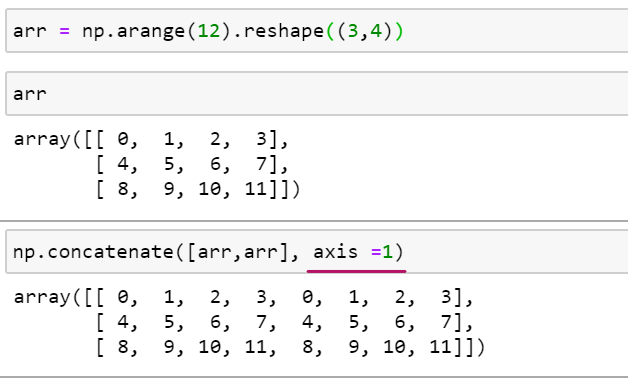 arr = np.arange(12).reshape((3,4))
arr
array([[ 0,  1,  2,  3],
       [ 4,  5,  6,  7],
       [ 8,  9, 10, 11]])
np.concatenate([arr,arr], axis =1)
array([[ 0,  1,  2,  3,  0,  1,  2,  3],
       [ 4,  5,  6,  7,  4,  5,  6,  7],
       [ 8,  9, 10, 11,  8,  9, 10, 11]])